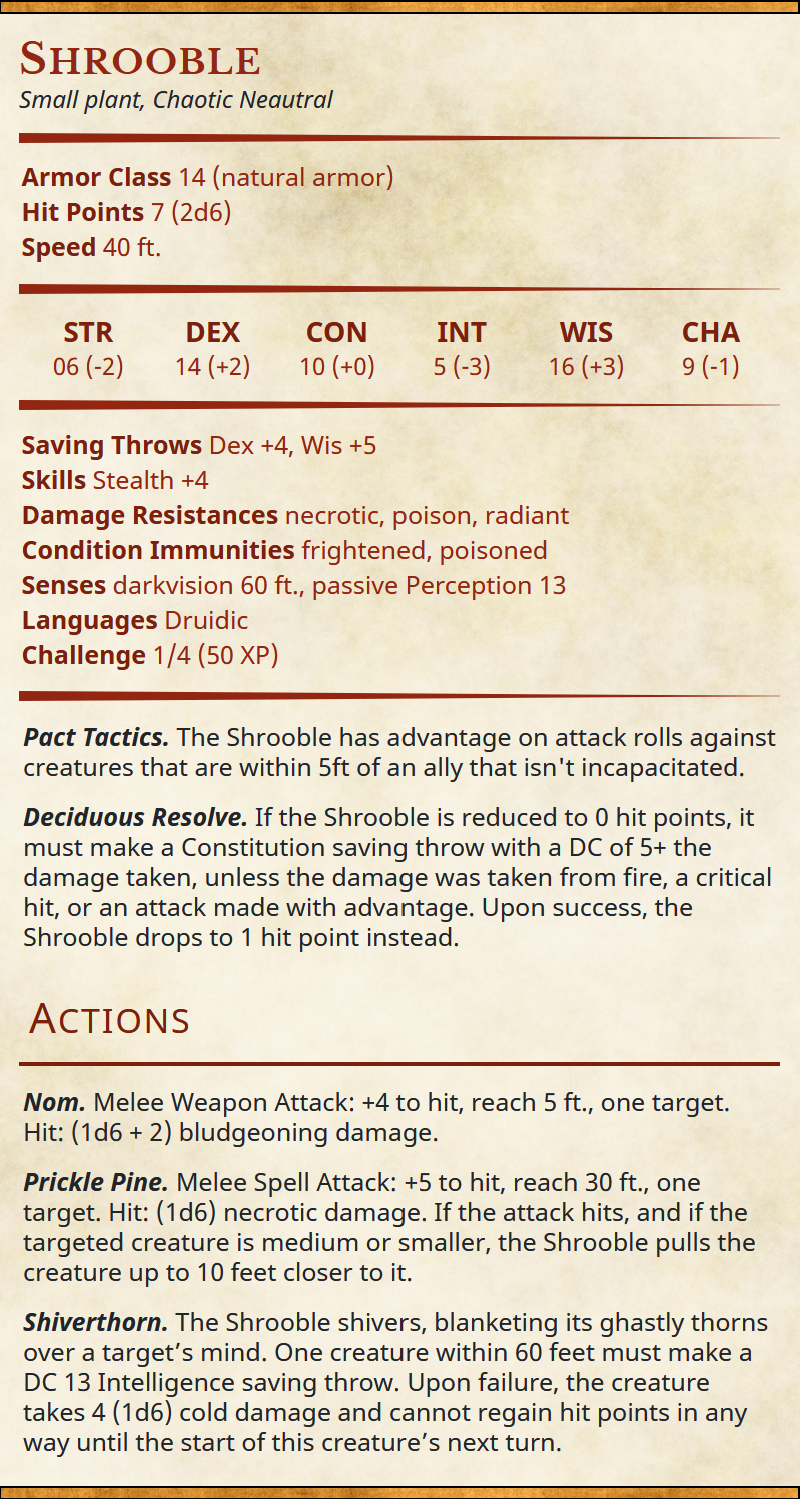 Shrooble
Small plant, Chaotic Neautral
Armor Class 14 (natural armor)
Hit Points 7 (2d6)
Speed 40 ft.
STR DEX CON INT WIS CHA
06 (-2) 14 (+2) 10 (+0) 5 (-3) 16 (+3) 9 (-1)
Saving Throws Dex +4, Wis +5
Skills Stealth +4
Damage Resistances necrotic, poison, radiant
Condition Immunities frightened, poisoned
Senses darkvision 60 ft., passive Perception 13
Languages Druidic
Challenge 1/4 (50 XP)
Pact Tactics. The Shrooble has advantage on attack rolls against
creatures that are within 5ft of an ally that isn't incapacitated.
Deciduous Resolve. If the Shrooble is reduced to 0 hit points, it
must make a Constitution saving throw with a DC of 5+ the
damage taken, unless the damage was taken from fire, a critical
hit, or an attack made with advantage. Upon success, the
Shrooble drops to 1 hit point instead.
Actions
Nom. Melee Weapon Attack: +4 to hit, reach 5 ft., one target.
Hit: (1d6 + 2) bludgeoning damage.
Prickle Pine. Melee Spell Attack: +5 to hit, reach 30 ft., one
target. Hit: (1d6) necrotic damage. If the attack hits, and if the
targeted creature is medium or smaller, the Shrooble pulls the
creature up to 10 feet closer to it.
Shiverthorn. The Shrooble shivers, blanketing its ghastly thorns
over a target’s mind. One creature within 60 feet must make a
DC 13 Intelligence saving throw. Upon failure, the creature
takes 4 (1d6) cold damage and cannot regain hit points in any
way until the start of this creature’s next turn.